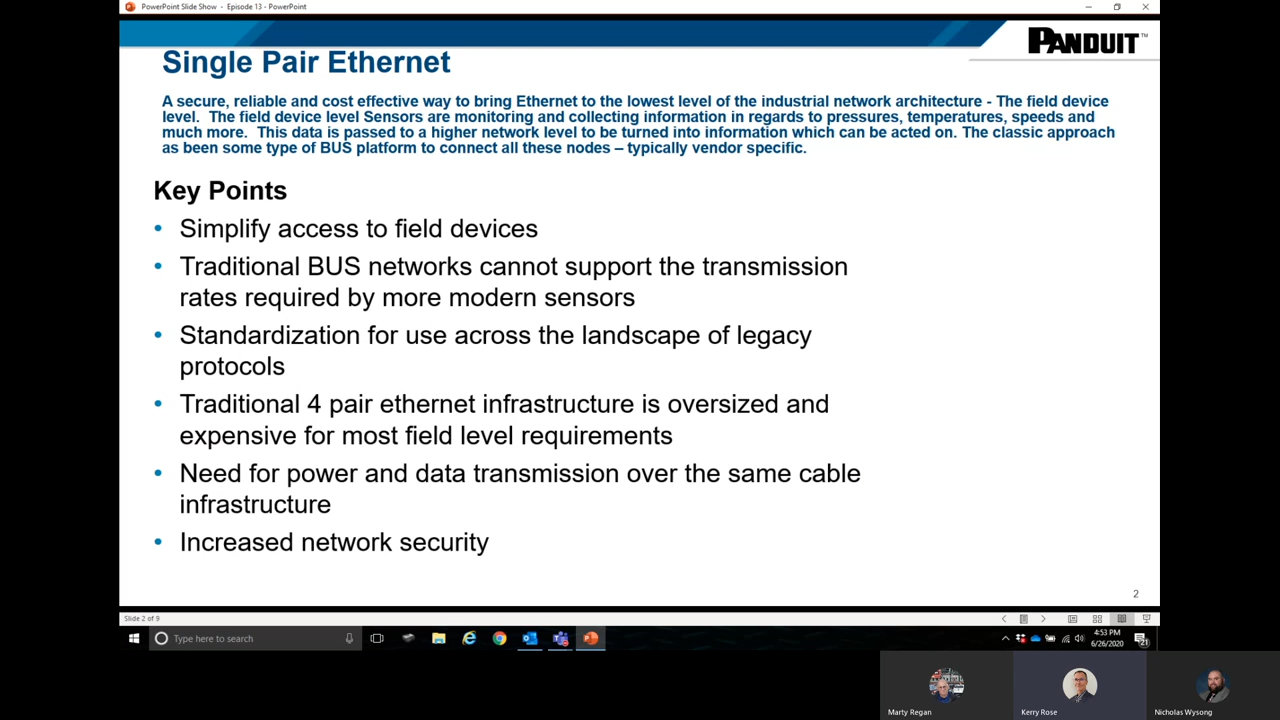 PowerPoint Slide Show - Episode 13 - PowerPoint
PANDUIT™
Single Pair Ethernet
A secure, reliable and cost effective way to bring Ethernet to the lowest level of the industrial network architecture - The field device
level. The field device level Sensors are monitoring and collecting information in regards to pressures, temperatures, speeds and
much more. This data is passed to a higher network level to be turned into information which can be acted on. The classic approach
as been some type of BUS platform to connect all these nodes – typically vendor specific.
Key Points
• Simplify access to field devices
• Traditional BUS networks cannot support the transmission
rates required by more modern sensors
• Standardization for use across the landscape of legacy
protocols
• Traditional 4 pair ethernet infrastructure is oversized and
expensive for most field level requirements
• Need for power and data transmission over the same cable
infrastructure
• Increased network security
2
Slide 2 of 9
Type here to search
4:53 PM
6/26/2020
21
Marty Regan
Kerry Rose
Nicholas Wysong